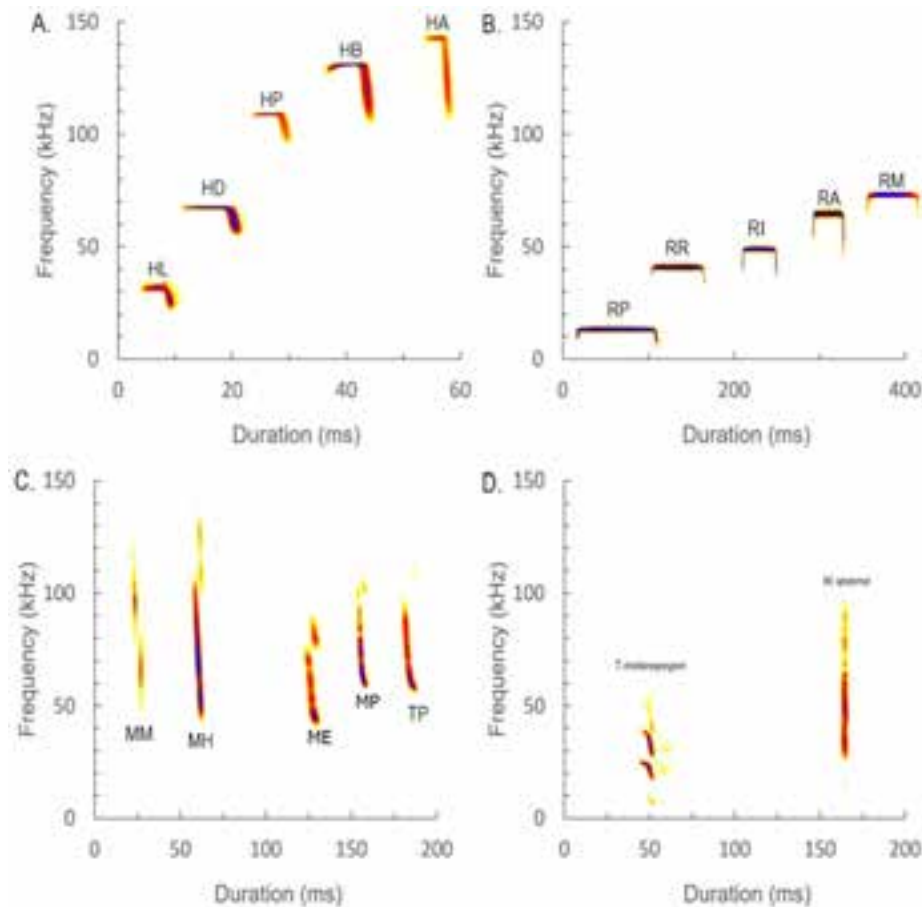 A.
150
100
50
0
Frequency (kHz)
HA
HB
HP
HD
HL
0 20 40 60
Duration (ms)
B.
150
100
50
0
Frequency (kHz)
RM
RA
RI
RR
RP
0 200 400
Duration (ms)
C.
150
100
50
0
Frequency (kHz)
MM
MH
ME
MP
TP
0 50 100 150 200
Duration (ms)
D.
150
100
50
0
Frequency (kHz)
0 50 100 150 200
Duration (ms)